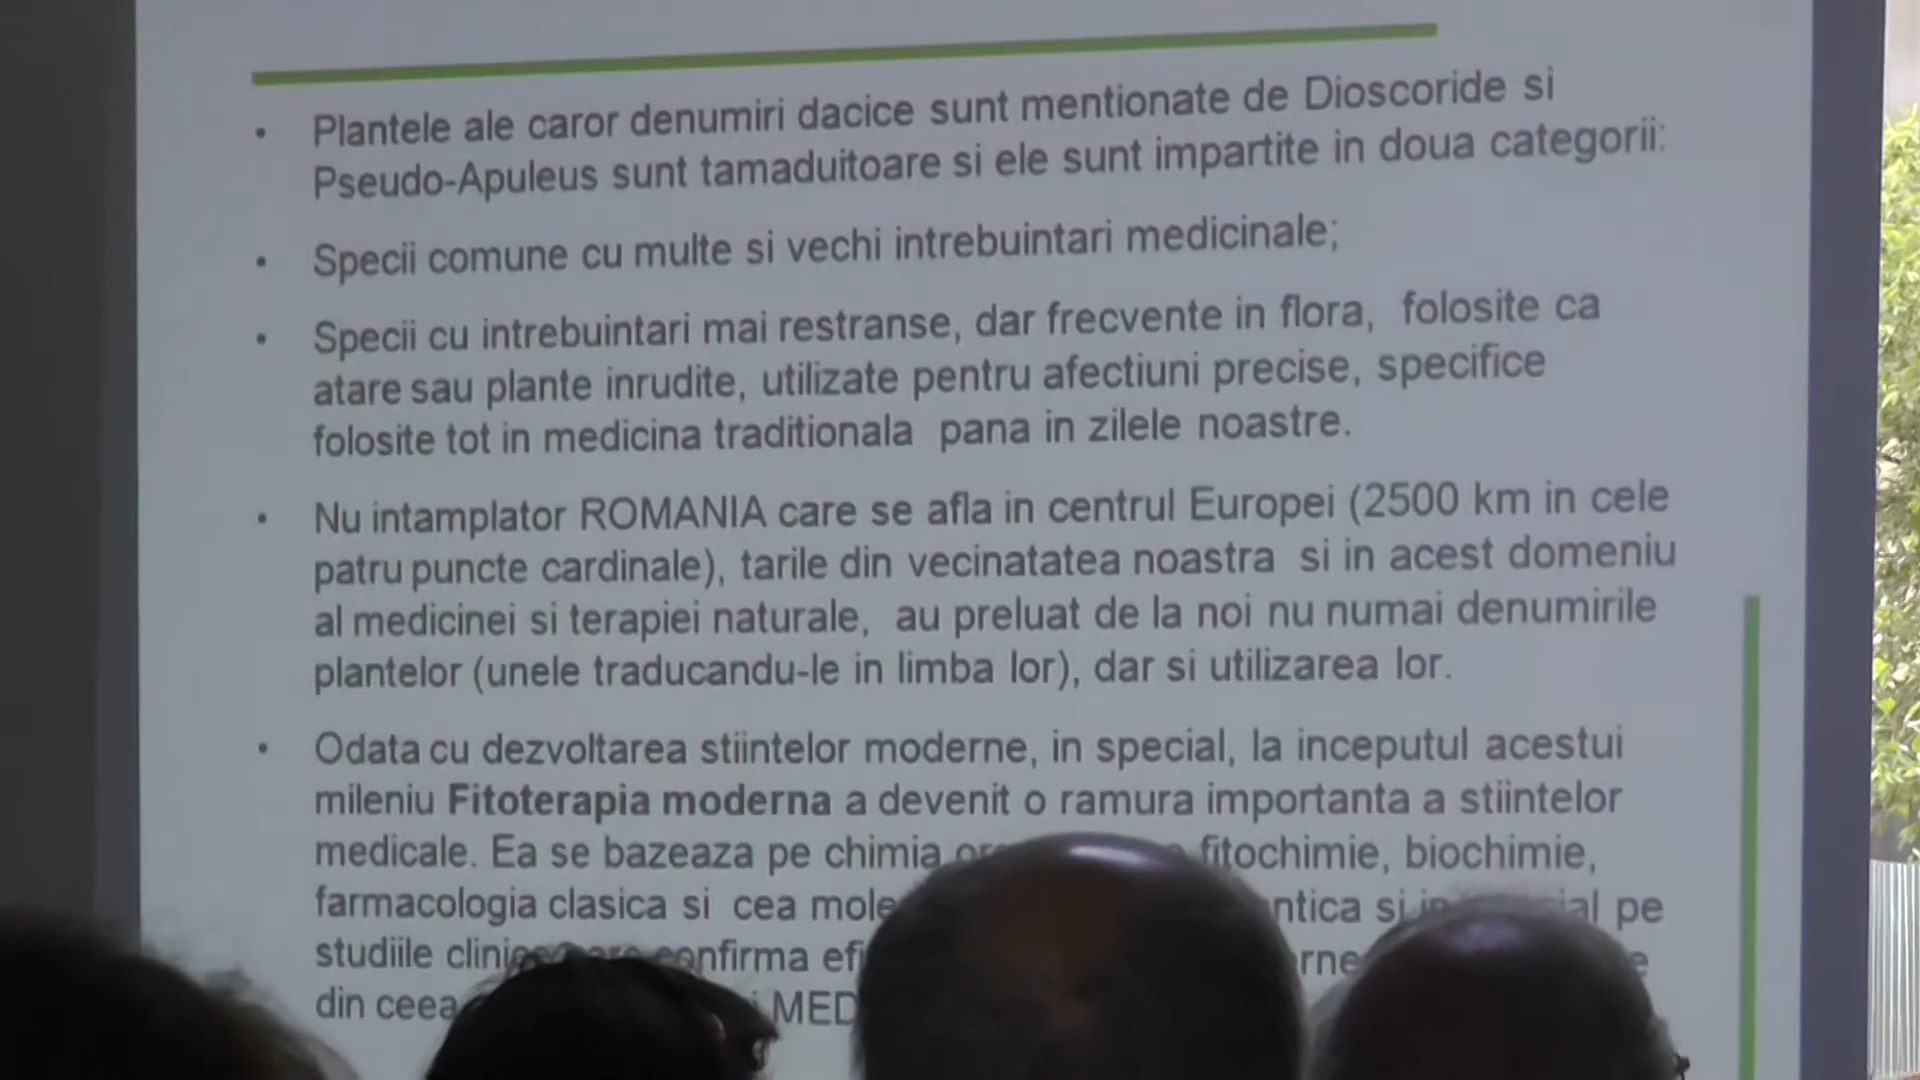 • Plantele ale caror denumiri dacice sunt mentionate de Dioscoride si
Pseudo-Apuleus sunt tamaduitoare si ele sunt impartite in doua categorii:
• Specii comune cu multe si vechi intrebuintari medicinale;
• Specii cu intrebuintari mai restranse, dar frecvente in flora, folosite ca
atare sau plante inrudite, utilizate pentru afectiuni precise, specifice
folosite tot in medicina traditionala pana in zilele noastre.
• Nu intamplator ROMANIA care se afla in centrul Europei (2500 km in cele
patru puncte cardinale), tarile din vecinatatea noastra si in acest domeniu
al medicinei si terapiei naturale, au preluat de la noi nu numai denumirile
plantelor (unele traducandu-le in limba lor), dar si utilizarea lor.
• Odata cu dezvoltarea stiintelor moderne, in special, la inceputul acestui
mileniu Fitoterapia moderna a devenit o ramura importanta a stiintelor
medicale. Ea se bazeaza pe chimia fitochimie, biochimie,
farmacologia clasica si cea si pe
studiile confirma
din ceea